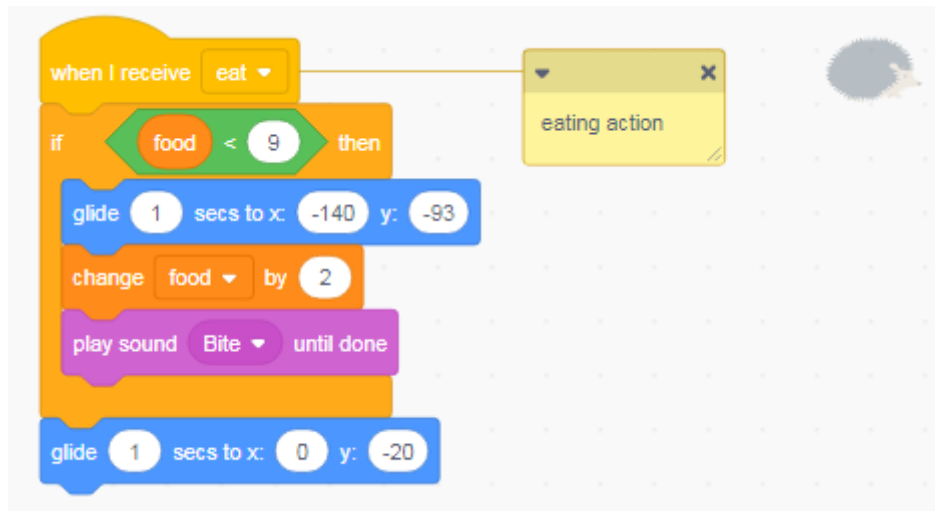 when I receive eat
eating action
if food < 9 then
glide 1 secs to x: -140 y: -93
change food by 2
play sound Bite until done
glide 1 secs to x: 0 y: -20